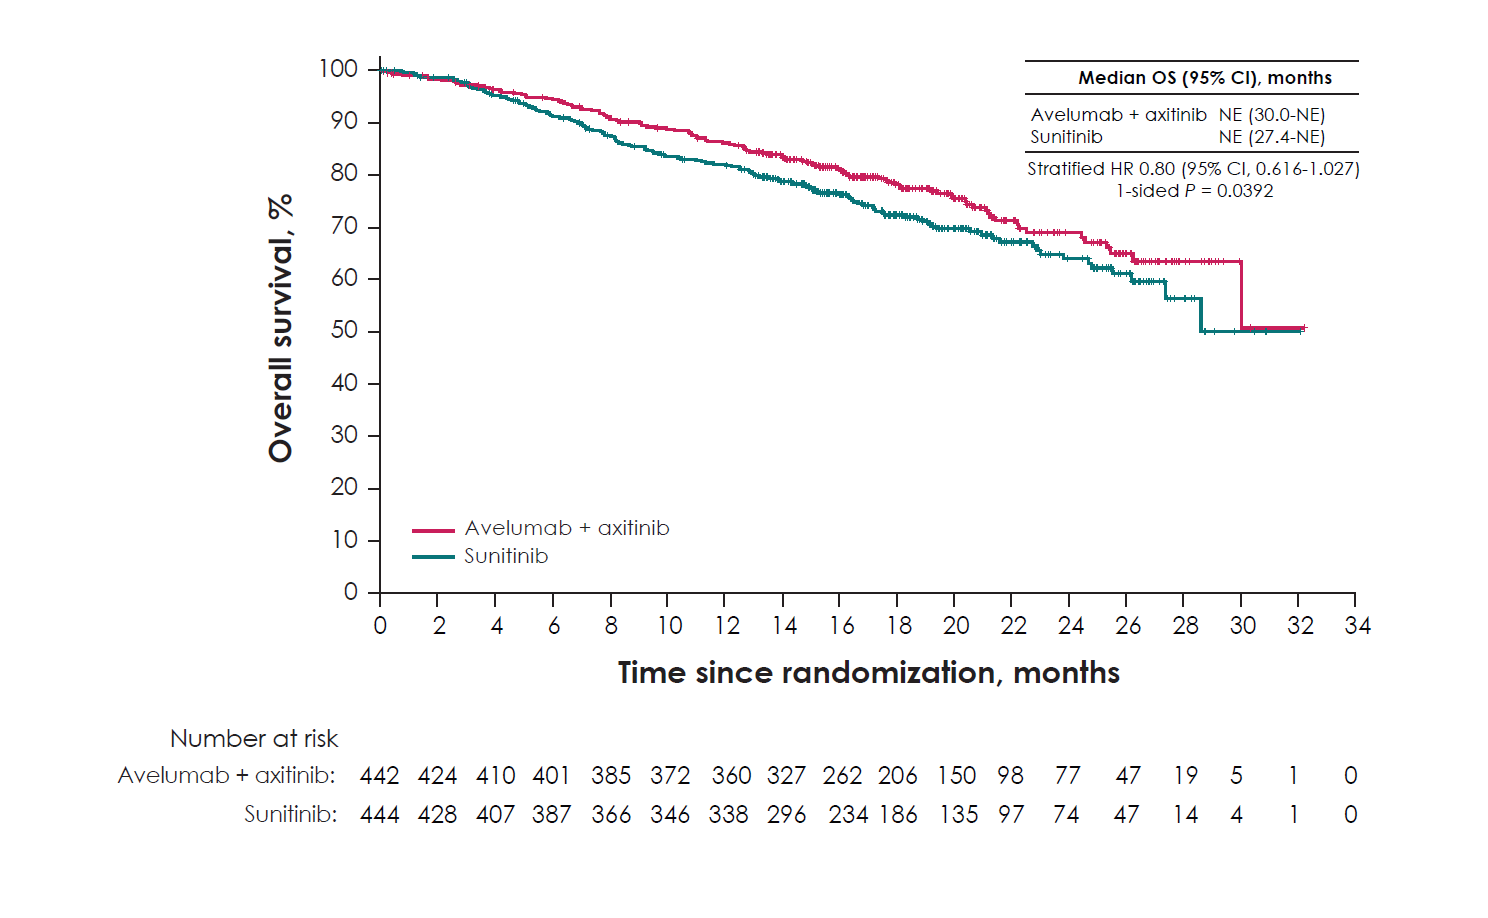 Median OS (95% CI), months
Avelumab + axitinib NE (30.0-NE)
Sunitinib NE (27.4-NE)
Stratified HR 0.80 (95% CI, 0.616-1.027)
1-sided P = 0.0392
Overall survival, %
100
90
80
70
60
50
40
30
20
10
0
Avelumab + axitinib
Sunitinib
0 2 4 6 8 10 12 14 16 18 20 22 24 26 28 30 32 34
Time since randomization, months
Number at risk
Avelumab + axitinib: 442 424 410 401 385 372 360 327 262 206 150 98 77 47 19 5 1 0
Sunitinib: 444 428 407 387 366 346 338 296 234 186 135 97 74 47 14 4 1 0